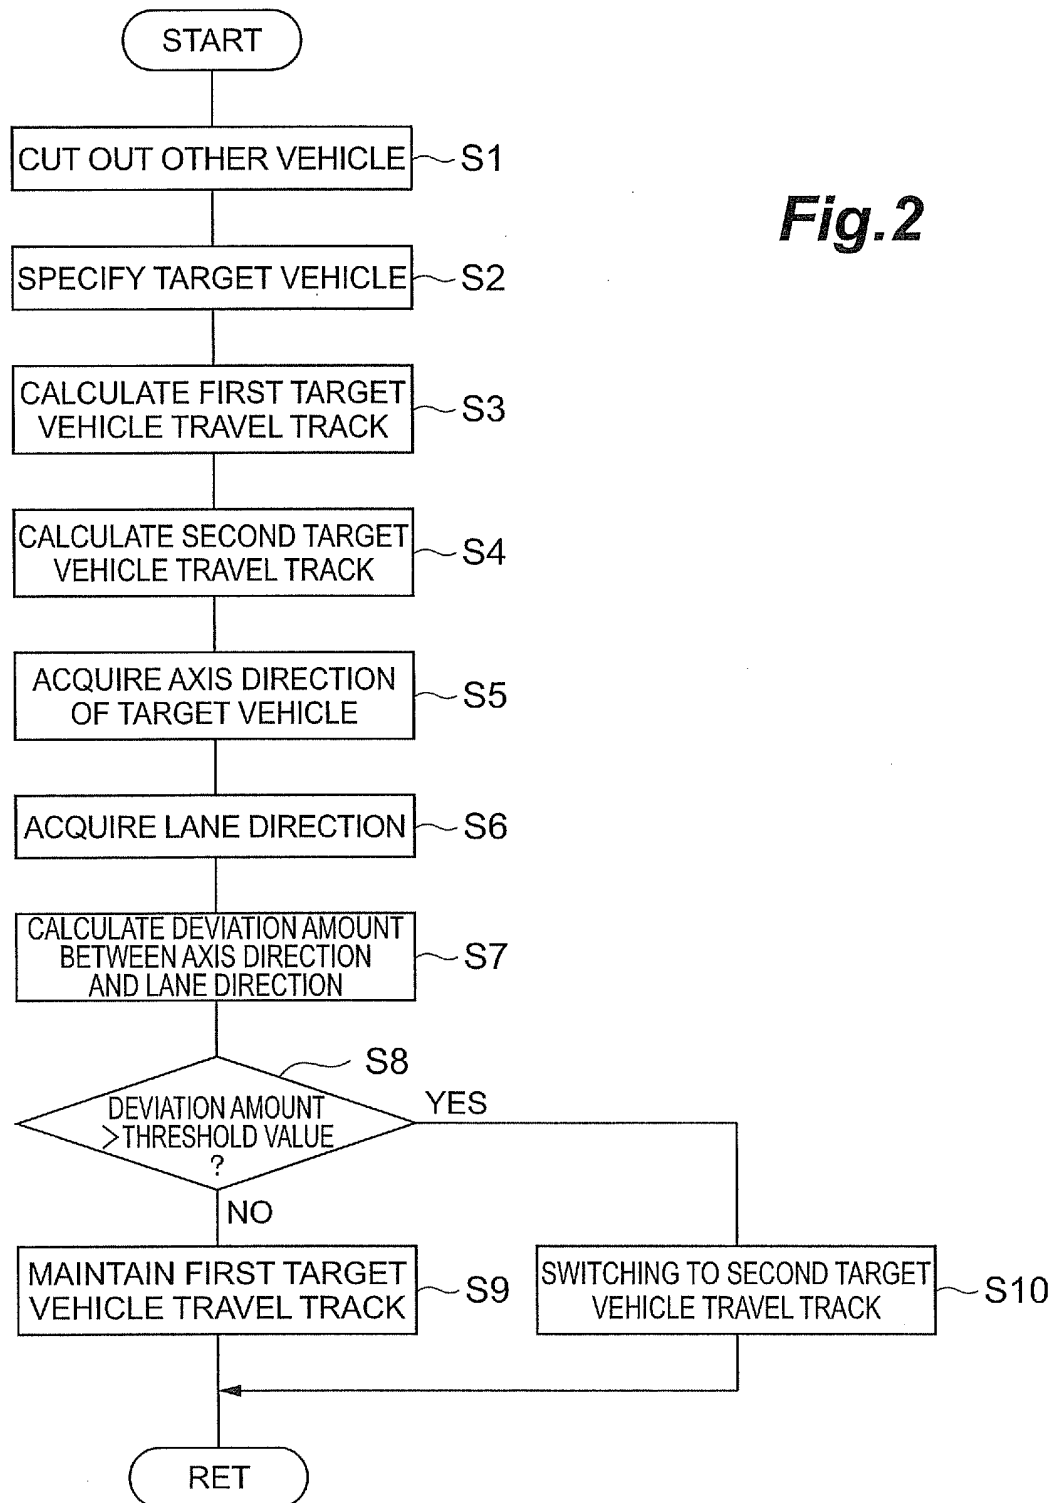 START
CUT OUT OTHER VEHICLE
S1
Fig.2
SPECIFY TARGET VEHICLE
S2
CALCULATE FIRST TARGET
VEHICLE TRAVEL TRACK
S3
CALCULATE SECOND TARGET
VEHICLE TRAVEL TRACK
S4
ACQUIRE AXIS DIRECTION
OF TARGET VEHICLE
S5
ACQUIRE LANE DIRECTION
S6
CALCULATE DEVIATION AMOUNT
BETWEEN AXIS DIRECTION
AND LANE DIRECTION
S7
S8
DEVIATION AMOUNT
>THRESHOLD VALUE
?
YES
NO
MAINTAIN FIRST TARGET
VEHICLE TRAVEL TRACK
S9
SWITCHING TO SECOND TARGET
VEHICLE TRAVEL TRACK
S10
RET